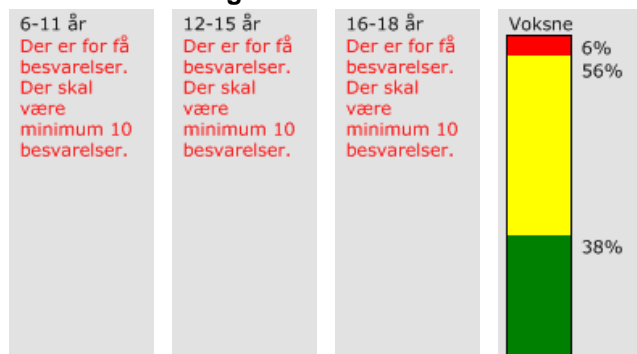 6-11 år
Der er for få
besvarelser.
Der skal
være
minimum 10
besvarelser.
12-15 år
Der er for få
besvarelser.
Der skal
være
minimum 10
besvarelser.
16-18 år
Der er for få
besvarelser.
Der skal
være
minimum 10
besvarelser.
Voksne
6%
56%
38%